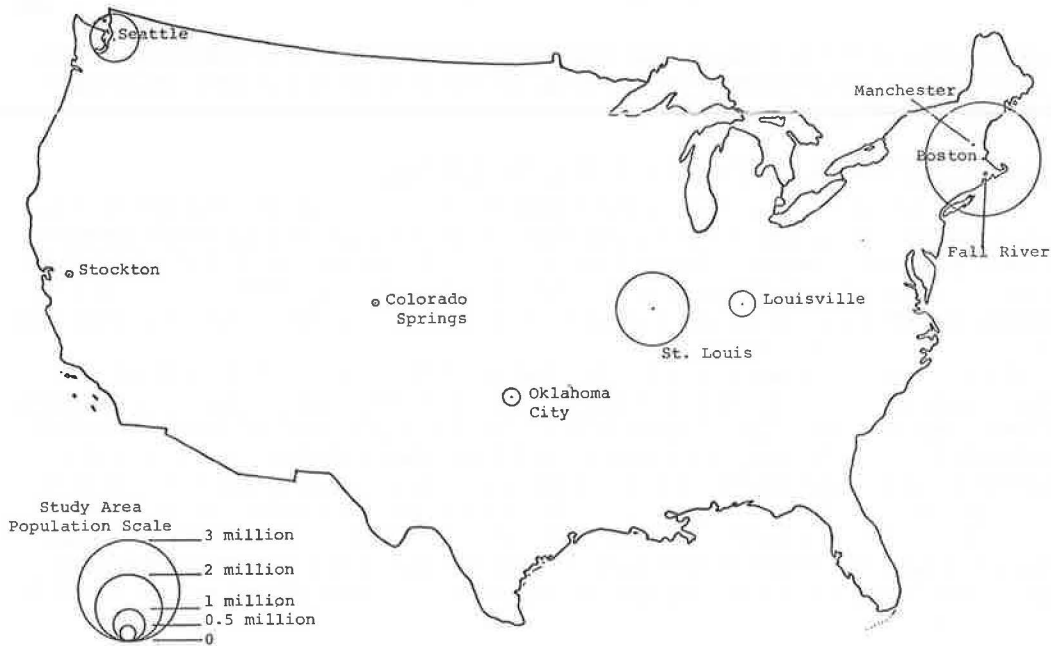 Seattle
Manchester
Boston
Fall River
Stockton
Colorado
Springs
Louisville
St. Louis
Oklahoma
City
Study Area
Population Scale
3 million
2 million
1 million
0.5 million
0